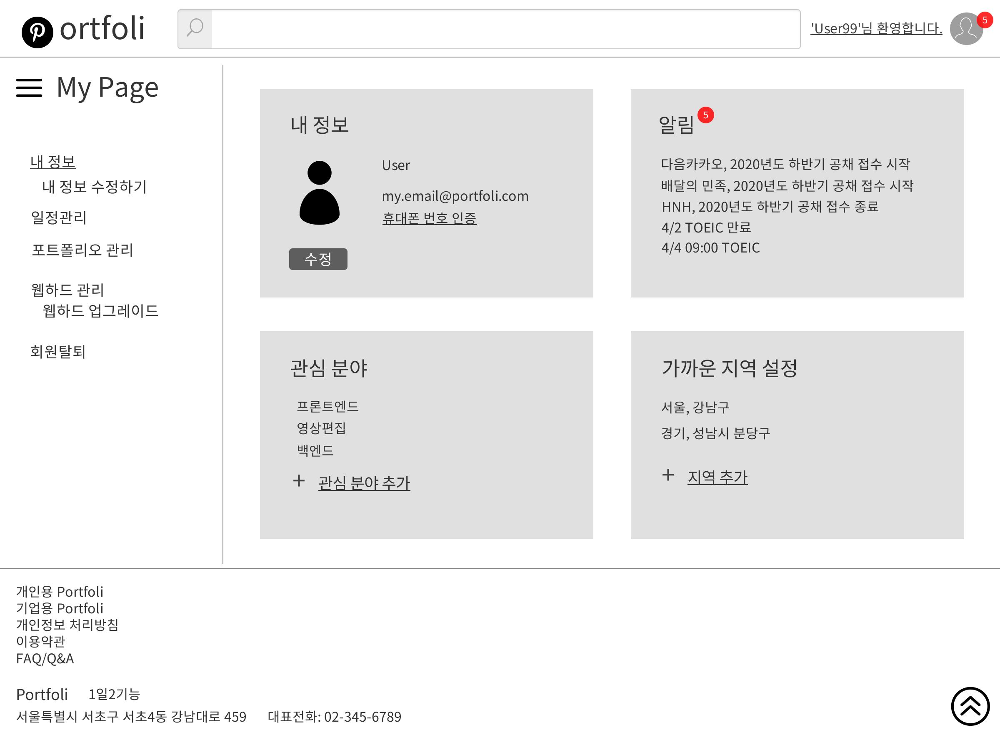 Portfoli
'User99'님 환영합니다.
5
My Page
내 정보
내 정보 수정하기
일정관리
포트폴리오 관리
웹하드 관리
웹하드 업그레이드
회원탈퇴
내 정보
User
my.email@portfoli.com
휴대폰 번호 인증
수정
알림 5
다음카카오, 2020년도 하반기 공채 접수 시작
배달의 민족, 2020년도 하반기 공채 접수 시작
HNH, 2020년도 하반기 공채 접수 종료
4/2 TOEIC 만료
4/4 09:00 TOEIC
관심 분야
프론트엔드
영상편집
백엔드
+ 관심 분야 추가
가까운 지역 설정
서울, 강남구
경기, 성남시 분당구
+ 지역 추가
개인용 Portfoli
기업용 Portfoli
개인정보 처리방침
이용약관
FAQ/Q&A
Portfoli 1일2기능
서울특별시 서초구 서초4동 강남대로 459 대표전화: 02-345-6789